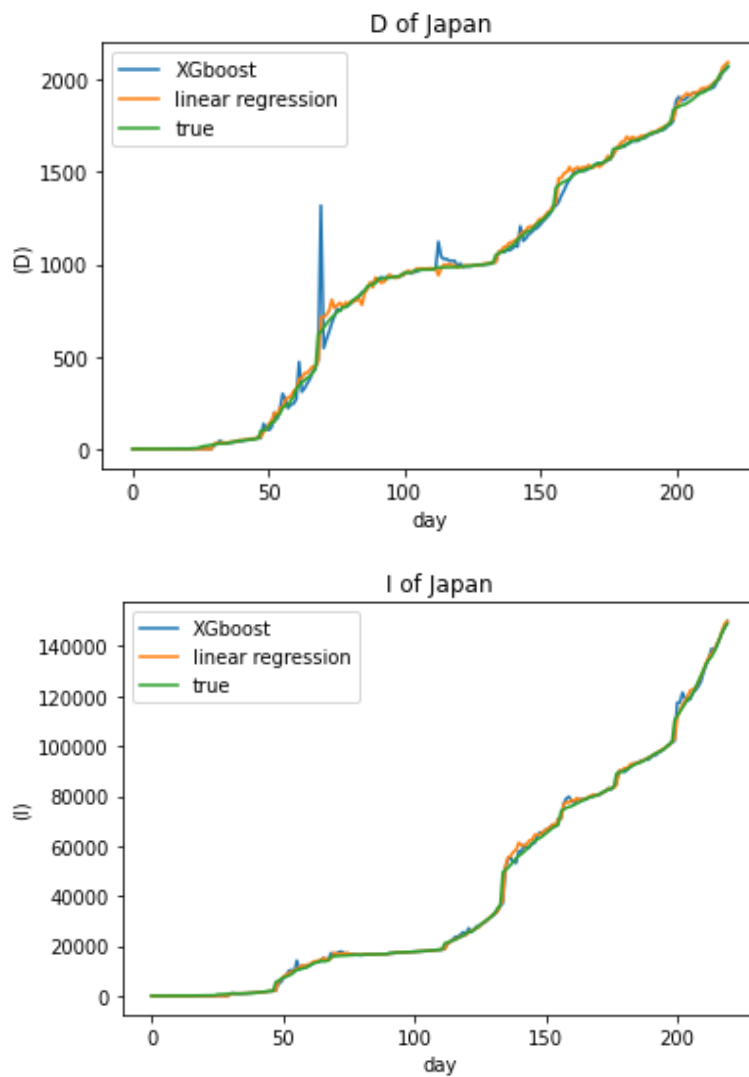 D of Japan
XGboost
linear regression
true
2000
1500
1000
500
0
(D)
0 50 100 150 200
day
I of Japan
XGboost
linear regression
true
140000
120000
100000
80000
60000
40000
20000
0
(I)
0 50 100 150 200
day